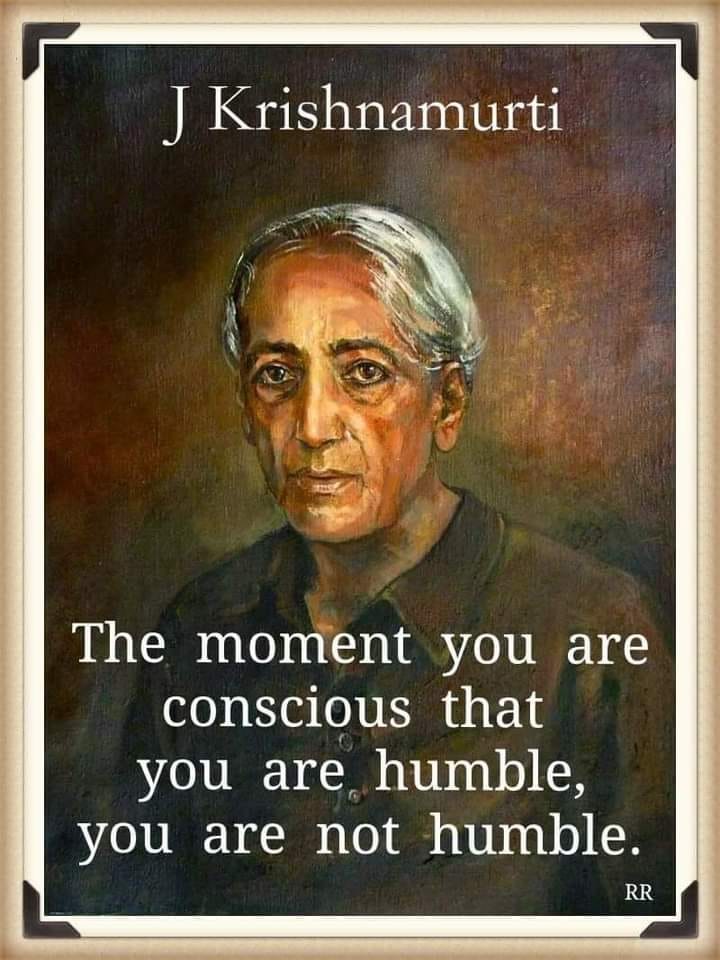 J Krishnamurti
The moment you are
conscious that
you are humble,
you are not humble.
RR